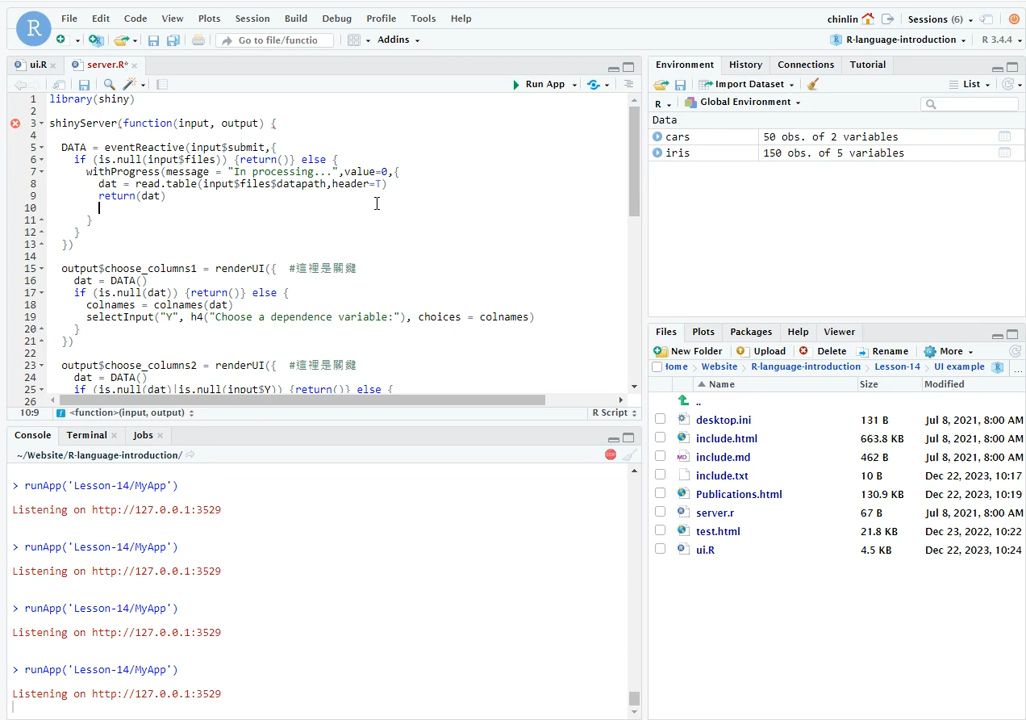 R
File Edit Code View Plots Session Build Debug Profile Tools Help
chinlin Sessions (6)
Go to file/functio Addins
R-language-introduction R 3.4.4
ui.R server.R*
Run App
1 library(shiny)
2
3 shinyServer(function(input, output) {
4
5 DATA = eventReactive(input$submit,{
6 if (is.null(input$files)) {return()} else {
7 withProgress(message = "In processing...",value=0,{
8 dat = read.table(input$files$datapath,header=T)
9 return(dat)
10
11 }
12 }
13 })
14
15 output$choose_columns1 = renderUI({ #這裡是關鍵
16 dat = DATA()
17 if (is.null(dat)) {return()} else {
18 colnames = colnames(dat)
19 selectInput("Y", h4("Choose a dependence variable:"), choices = colnames)
20 }
21 })
22
23 output$choose_columns2 = renderUI({ #這裡是關鍵
24 dat = DATA()
25 if (is.null(dat)|is.null(input$Y)) {return()} else {
26
10:9 <function>(input, output) R Script
Console Terminal Jobs
~/Website/R-language-introduction/
> runApp('Lesson-14/MyApp')
Listening on http://127.0.0.1:3529
> runApp('Lesson-14/MyApp')
Listening on http://127.0.0.1:3529
> runApp('Lesson-14/MyApp')
Listening on http://127.0.0.1:3529
> runApp('Lesson-14/MyApp')
Listening on http://127.0.0.1:3529
Environment History Connections Tutorial
Import Dataset List
R Global Environment
Data
cars 50 obs. of 2 variables
iris 150 obs. of 5 variables
Files Plots Packages Help Viewer
New Folder Upload Delete Rename More
Home Website R-language-introduction Lesson-14 UI example ...
Name Size Modified
..
desktop.ini 131 B Jul 8, 2021, 8:00 AM
include.html 663.8 KB Jul 8, 2021, 8:00 AM
include.md 462 B Jul 8, 2021, 8:00 AM
include.txt 10 B Dec 22, 2023, 10:17
Publications.html 130.9 KB Dec 22, 2023, 10:19
server.r 67 B Jul 8, 2021, 8:00 AM
test.html 21.8 KB Dec 23, 2023, 10:22
ui.R 4.5 KB Dec 22, 2023, 10:24